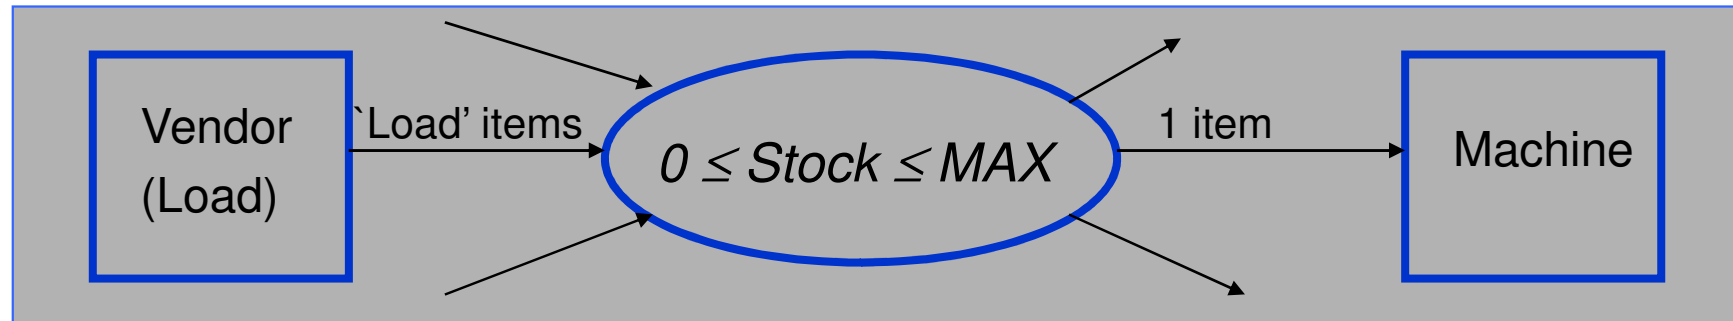 Vendor
(Load)
`Load’ items
0 ≤ Stock ≤ MAX
1 item
Machine